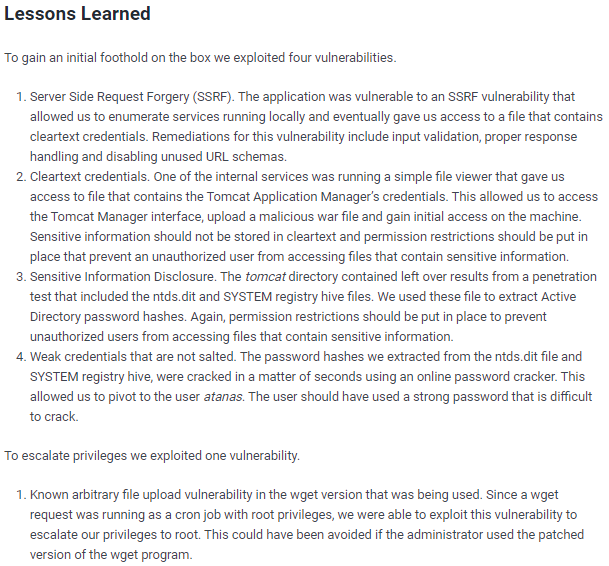 Lessons Learned
To gain an initial foothold on the box we exploited four vulnerabilities.
1. Server Side Request Forgery (SSRF). The application was vulnerable to an SSRF vulnerability that
allowed us to enumerate services running locally and eventually gave us access to a file that contains
cleartext credentials. Remediations for this vulnerability include input validation, proper response
handling and disabling unused URL schemas.
2. Cleartext credentials. One of the internal services was running a simple file viewer that gave us
access to file that contains the Tomcat Application Manager's credentials. This allowed us to access
the Tomcat Manager interface, upload a malicious war file and gain initial access on the machine.
Sensitive information should not be stored in cleartext and permission restrictions should be put in
place that prevent an unauthorized user from accessing files that contain sensitive information.
3. Sensitive Information Disclosure. The tomcat directory contained left over results from a penetration
test that included the ntds.dit and SYSTEM registry hive files. We used these file to extract Active
Directory password hashes. Again, permission restrictions should be put in place to prevent
unauthorized users from accessing files that contain sensitive information.
4. Weak credentials that are not salted. The password hashes we extracted from the ntds.dit file and
SYSTEM registry hive, were cracked in a matter of seconds using an online password cracker. This
allowed us to pivot to the user atanas. The user should have used a strong password that is difficult
to crack.
To escalate privileges we exploited one vulnerability.
1. Known arbitrary file upload vulnerability in the wget version that was being used. Since a wget
request was running as a cron job with root privileges, we were able to exploit this vulnerability to
escalate our privileges to root. This could have been avoided if the administrator used the patched
version of the wget program.